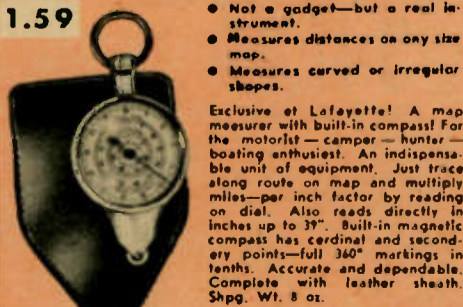 1.59
● Not a gadget—but a real in-
strument.
● Measures distances on any size
map.
● Measures curved or irregular
shapes.
Exclusive at Lafayette! A map
measurer with built-in compass! For
the motorist — camper — hunter —
boating enthusiest. An indispensa-
ble unit of equipment. Just trace
along route on map and multiply
miles—per inch factor by reading
on dial. Also reads directly in
inches up to 39". Built-in magnetic
compass has cardinal and second-
ery points—full 360° markings in
tenths. Accurate and dependable.
Complete with leather sheath.
Shpg. Wt. 8 oz.